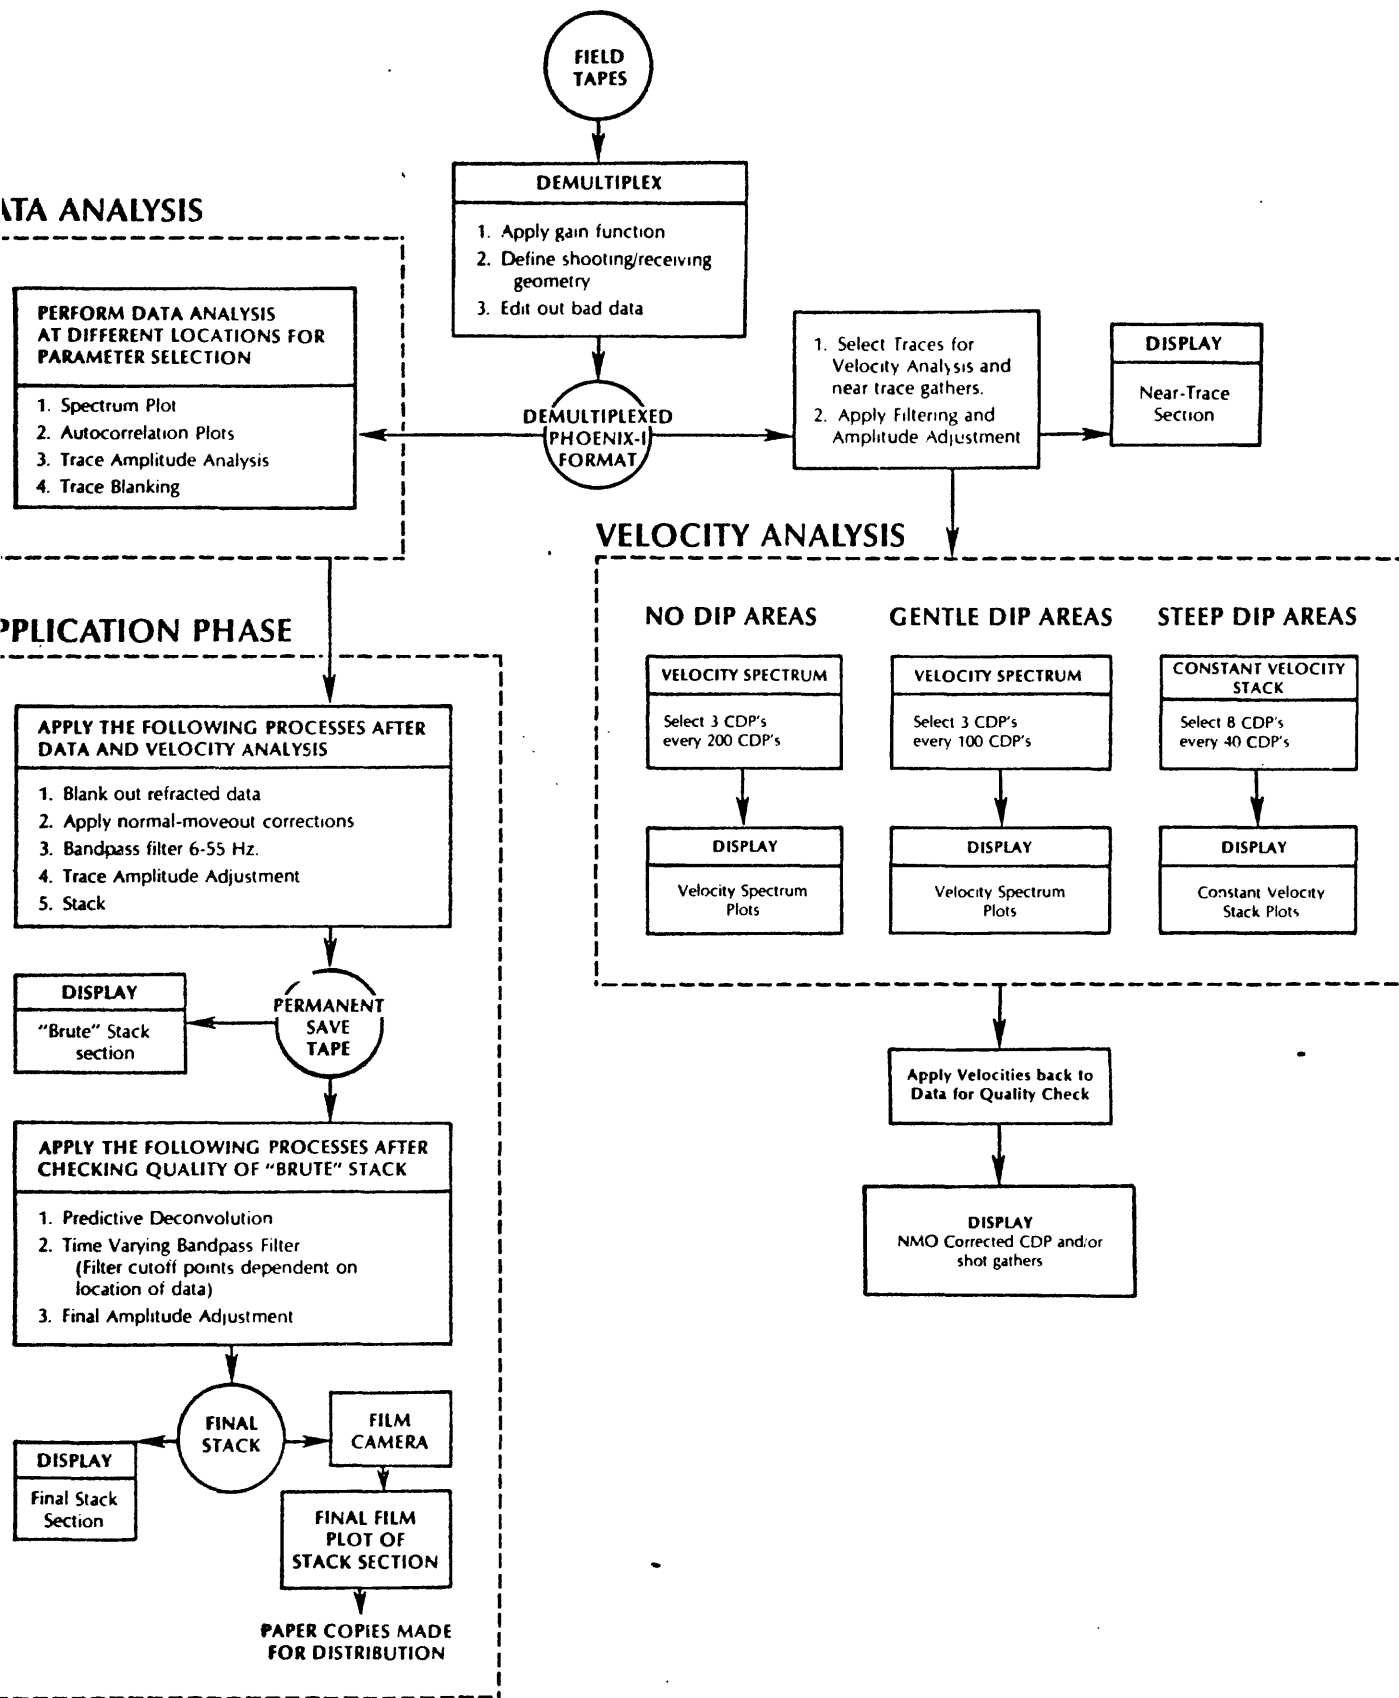 FIELD
TAPES
DEMULTIPLEX
1. Apply gain function
2. Define shooting/receiving
geometry
3. Edit out bad data
DEMULTIPLEXED
PHOENIX-I
FORMAT
ATA ANALYSIS
PERFORM DATA ANALYSIS
AT DIFFERENT LOCATIONS FOR
PARAMETER SELECTION
1. Spectrum Plot
2. Autocorrelation Plots
3. Trace Amplitude Analysis
4. Trace Blanking
1. Select Traces for
Velocity Analysis and
near trace gathers.
2. Apply Filtering and
Amplitude Adjustment
DISPLAY
Near-Trace
Section
VELOCITY ANALYSIS
NO DIP AREAS
VELOCITY SPECTRUM
Select 3 CDP's
every 200 CDP's
DISPLAY
Velocity Spectrum
Plots
GENTLE DIP AREAS
VELOCITY SPECTRUM
Select 3 CDP's
every 100 CDP's
DISPLAY
Velocity Spectrum
Plots
STEEP DIP AREAS
CONSTANT VELOCITY
STACK
Select 8 CDP's
every 40 CDP's
DISPLAY
Constant Velocity
Stack Plots
Apply Velocities back to
Data for Quality Check
DISPLAY
NMO Corrected CDP and/or
shot gathers
PPLICATION PHASE
APPLY THE FOLLOWING PROCESSES AFTER
DATA AND VELOCITY ANALYSIS
1. Blank out refracted data
2. Apply normal-moveout corrections
3. Bandpass filter 6-55 Hz.
4. Trace Amplitude Adjustment
5. Stack
PERMANENT
SAVE
TAPE
DISPLAY
"Brute" Stack
section
APPLY THE FOLLOWING PROCESSES AFTER
CHECKING QUALITY OF "BRUTE" STACK
1. Predictive Deconvolution
2. Time Varying Bandpass Filter
(Filter cutoff points dependent on
location of data)
3. Final Amplitude Adjustment
FINAL
STACK
DISPLAY
Final Stack
Section
FILM
CAMERA
FINAL FILM
PLOT OF
STACK SECTION
PAPER COPIES MADE
FOR DISTRIBUTION